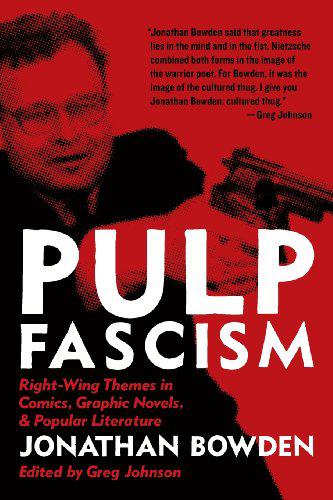 "Jonathan Bowden said that greatness
lies in the mind and in the fist. Nietzsche
combined both forms in the image of
the warrior poet. For Bowden, it was the
image of the cultured thug. I give you
Jonathan Bowden: cultured thug."
—Greg Johnson
PULP
FASCISM
Right-Wing Themes in
Comics, Graphic Novels,
& Popular Literature
JONATHAN BOWDEN
Edited by Greg Johnson